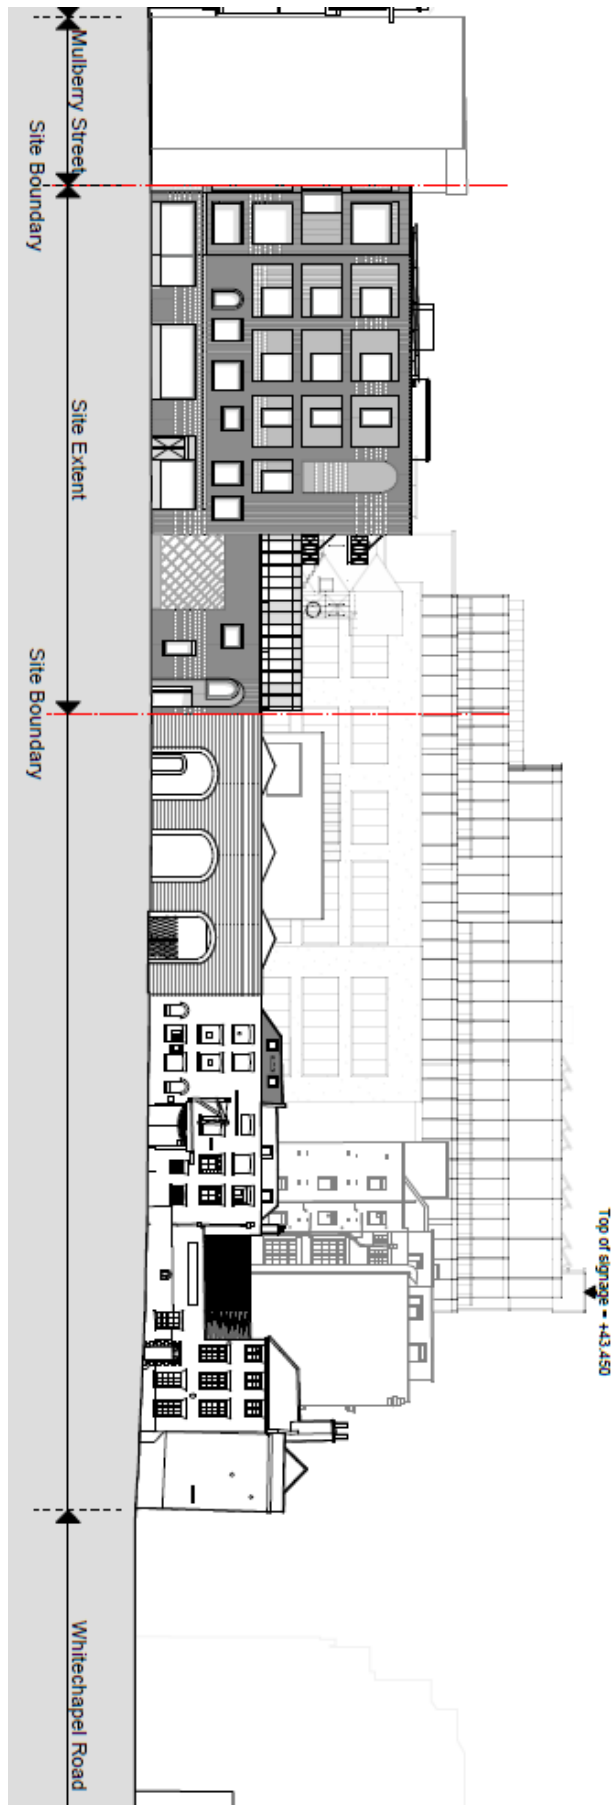 Mulberry Street
Site Boundary
Site Extent
Site Boundary
Top of signage = +43.450
Whitechapel Road